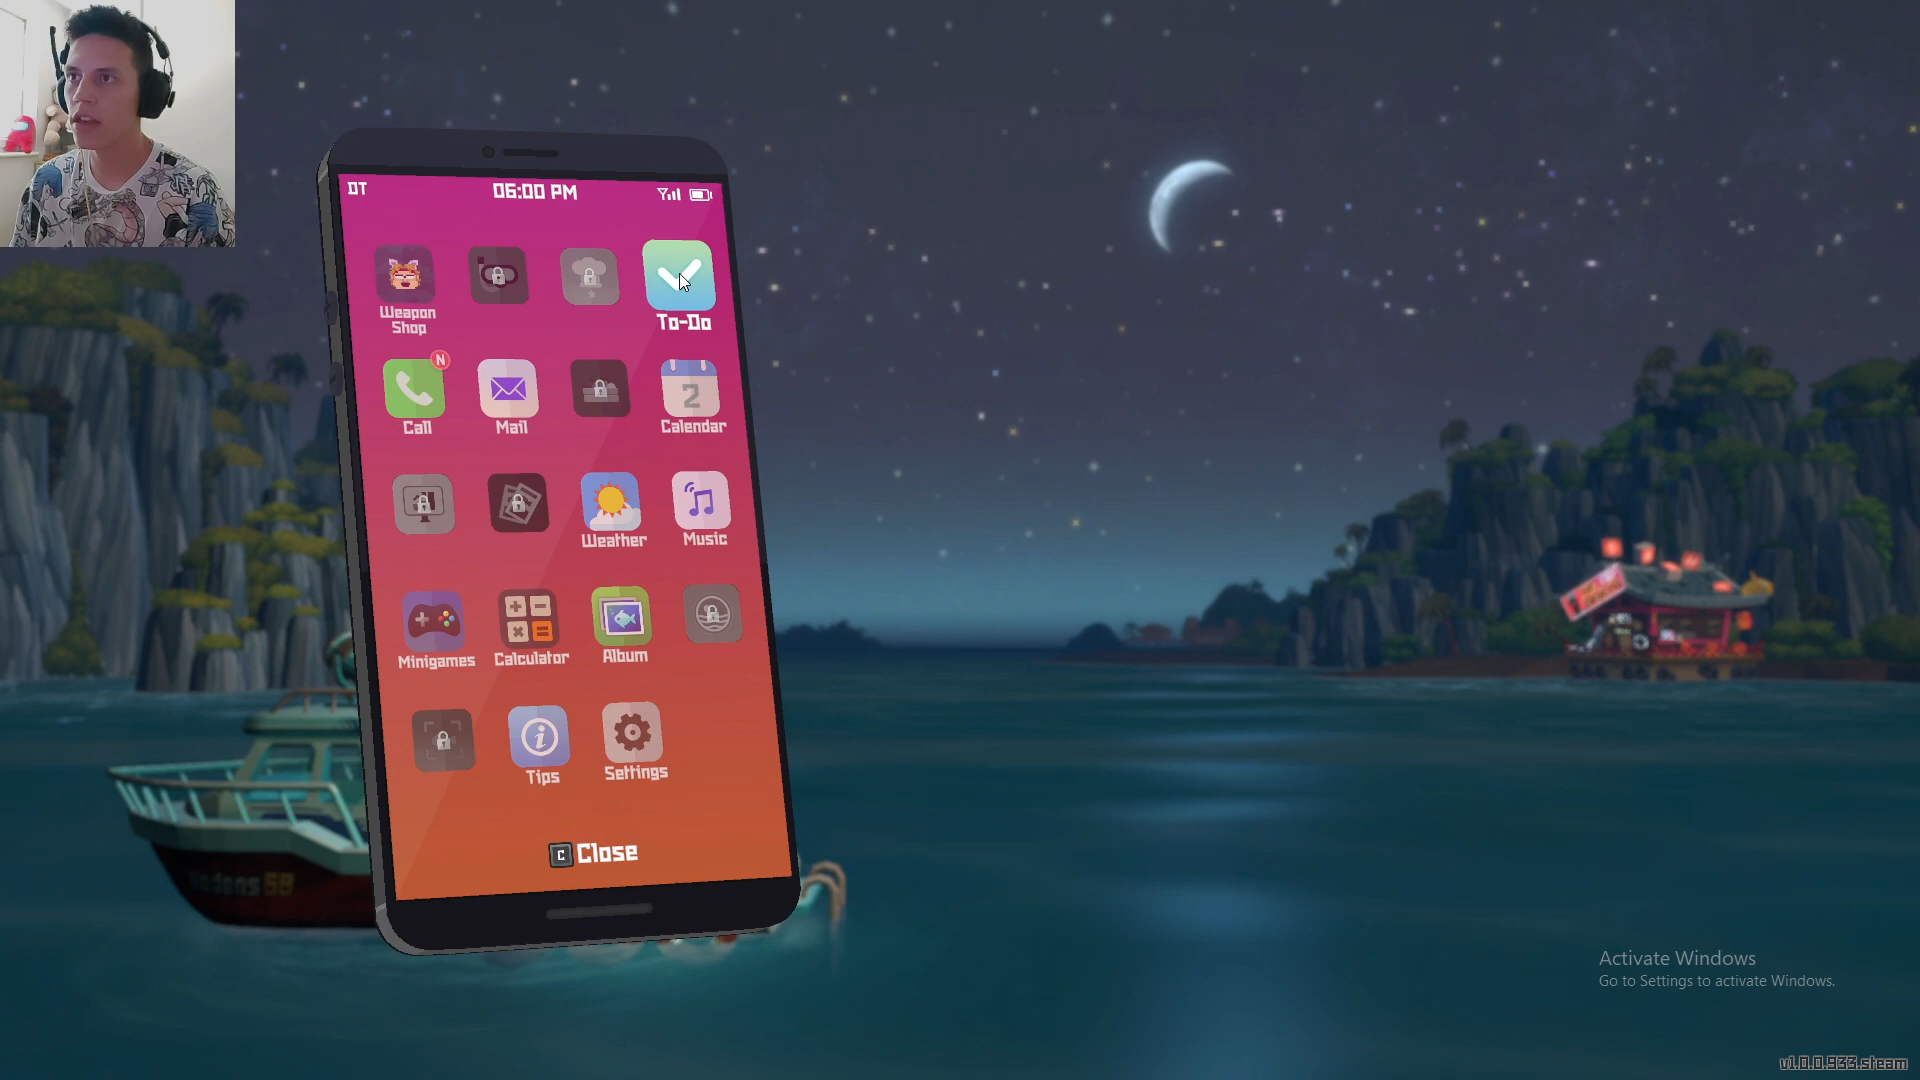 DT
06:00 PM
Weapon
Shop
To-Do
N
Call
Mail
2
Calendar
Weather
Music
Minigames
Calculator
Album
Tips
Settings
C Close
Activate Windows
Go to Settings to activate Windows.
v1.0.0.933.steam